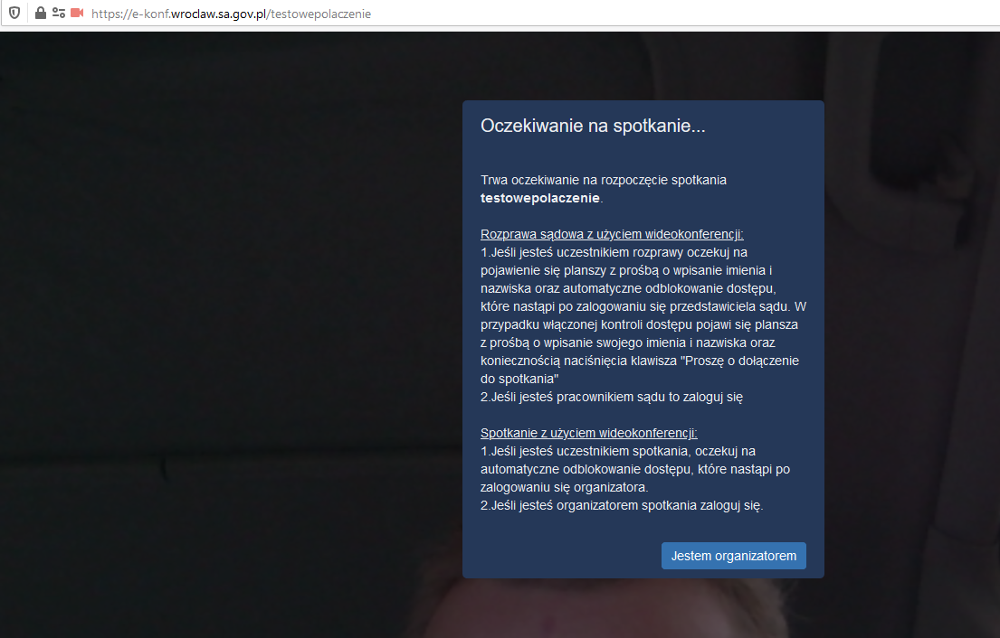 https://e-konf.wroclaw.sa.gov.pl/testowepolaczenie
Oczekiwanie na spotkanie...
Trwa oczekiwanie na rozpoczęcie spotkania
testowepolaczenie.
Rozprawa sądowa z użyciem wideokonferencji:
1.Jeśli jesteś uczestnikiem rozprawy oczekuj na
pojawienie się planszy z prośbą o wpisanie imienia i
nazwiska oraz automatyczne odblokowanie dostępu,
które nastąpi po zalogowaniu się przedstawiciela sądu. W
przypadku włączonej kontroli dostępu pojawi się plansza
z prośbą o wpisanie swojego imienia i nazwiska oraz
koniecznością naciśnięcia klawisza "Proszę o dołączenie
do spotkania"
2.Jeśli jesteś pracownikiem sądu to zaloguj się
Spotkanie z użyciem wideokonferencji:
1.Jeśli jesteś uczestnikiem spotkania, oczekuj na
automatyczne odblokowanie dostępu, które nastąpi po
zalogowaniu się organizatora.
2.Jeśli jesteś organizatorem spotkania zaloguj się.
Jestem organizatorem